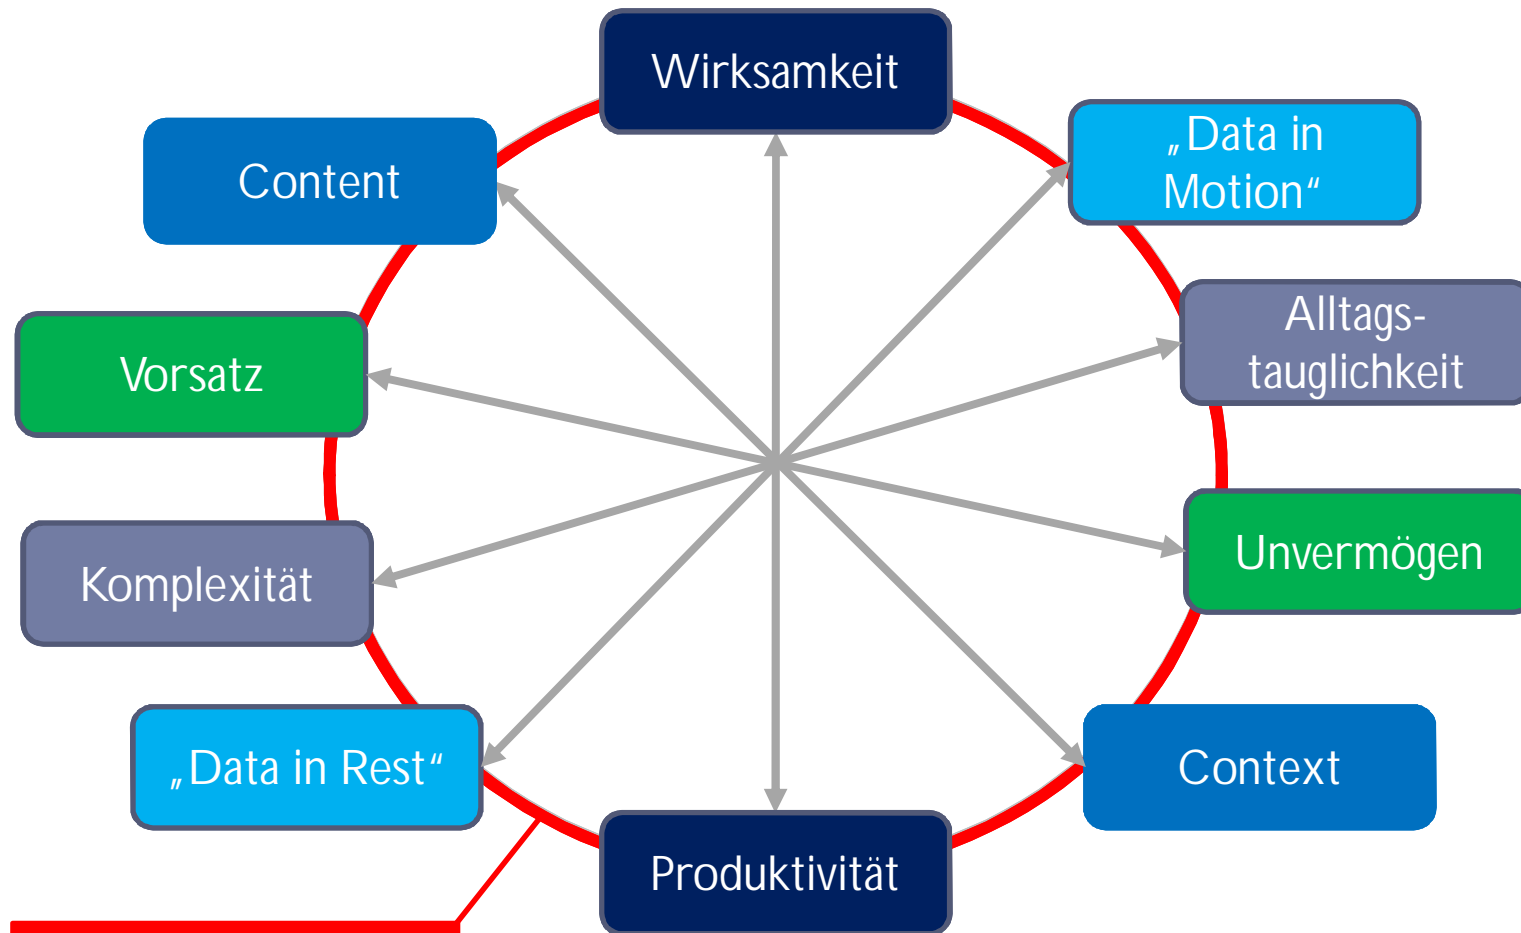 Wirksamkeit
„Data in
Motion“
Content
Alltags-
tauglichkeit
Vorsatz
Unvermögen
Komplexität
„Data in Rest“
Context
Produktivität